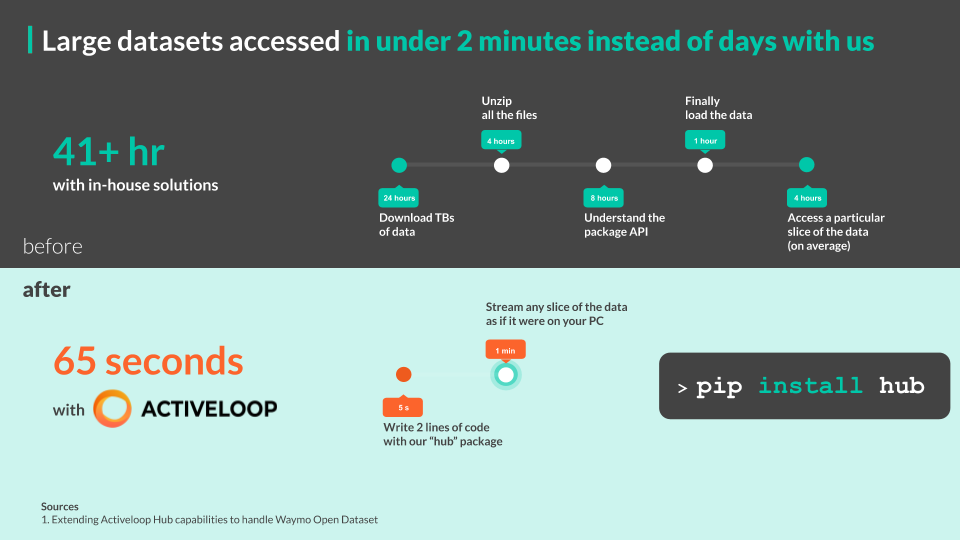 Large datasets accessed in under 2 minutes instead of days with us
41+ hr
with in-house solutions
Unzip
all the files
4 hours
Finally
load the data
1 hour
24 hours
Download TBs
of data
8 hours
Understand the
package API
4 hours
Access a particular
slice of the data
(on average)
before
after
65 seconds
with ACTIVELOOP
Stream any slice of the data
as if it were on your PC
1 min
5 s
Write 2 lines of code
with our “hub” package
> pip install hub
Sources
1. Extending Activeloop Hub capabilities to handle Waymo Open Dataset